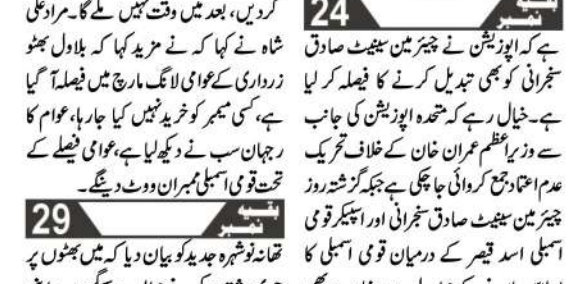 بقیہ نمبر 24
ہے کہ اپوزیشن نے چیئرمین سینیٹ صادق
سنجرانی کو بھی تبدیل کرنے کا فیصلہ کر لیا
ہے۔ خیال رہے کہ متحدہ اپوزیشن کی جانب
سے وزیراعظم عمران خان کے خلاف تحریک
عدم اعتماد جمع کروائی جا چکی ہے جبکہ گزشتہ روز
چیئرمین سینیٹ صادق سنجرانی اور اسپیکر قومی
اسمبلی اسد قیصر کے درمیان قومی اسمبلی کا
کردیں، بعد میں وقت نہیں ملے گا۔ مراد علی
شاہ نے کہا کہ نے مزید کہا کہ بلاول بھٹو
زرداری کے عوامی لانگ مارچ میں فیصلہ آ گیا
ہے، کسی میمبر کو خرید نہیں کیا جا رہا، عوام کا
رجہان سب نے دیکھ لیا ہے، عوامی فیصلے کے
تحت قومی اسمبلی ممبران ووٹ دینگے۔
بقیہ نمبر 29
تھانہ نوشہرہ جدید کو بیان دیا کہ میں بھٹوں پر